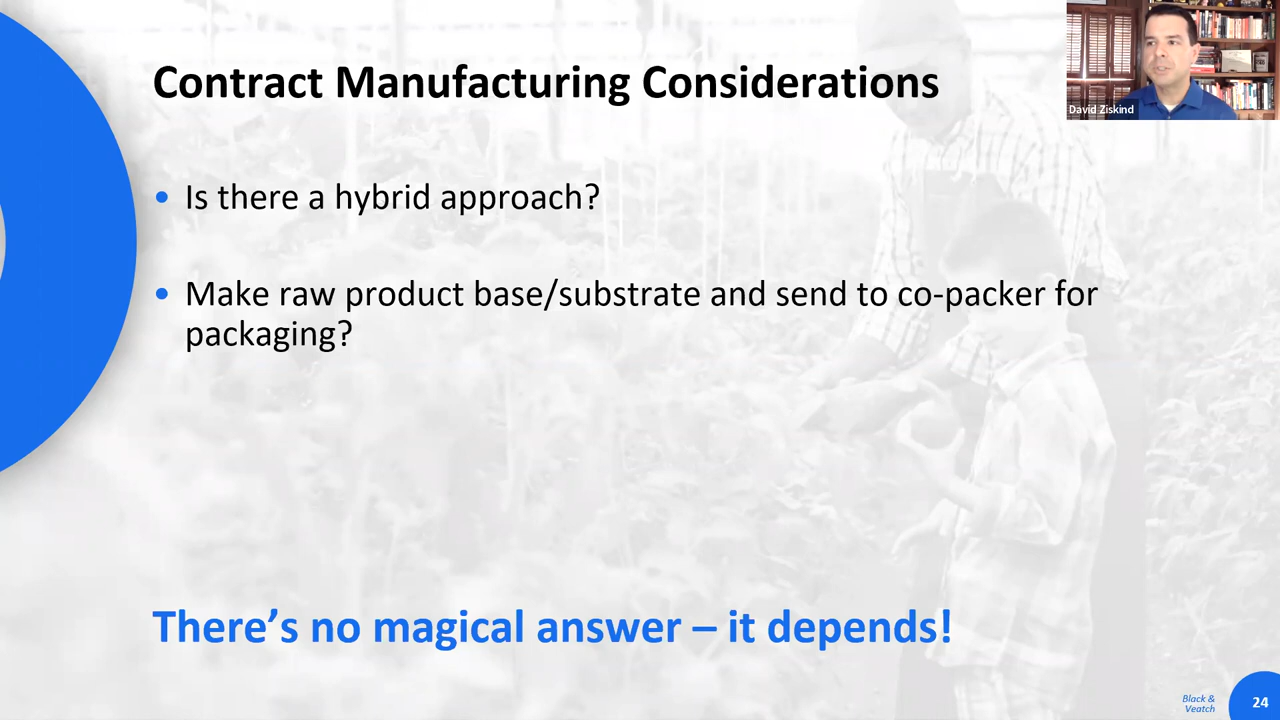 Contract Manufacturing Considerations
David Ziskind
• Is there a hybrid approach?
• Make raw product base/substrate and send to co-packer for
packaging?
There’s no magical answer – it depends!
Black &
Veatch
24